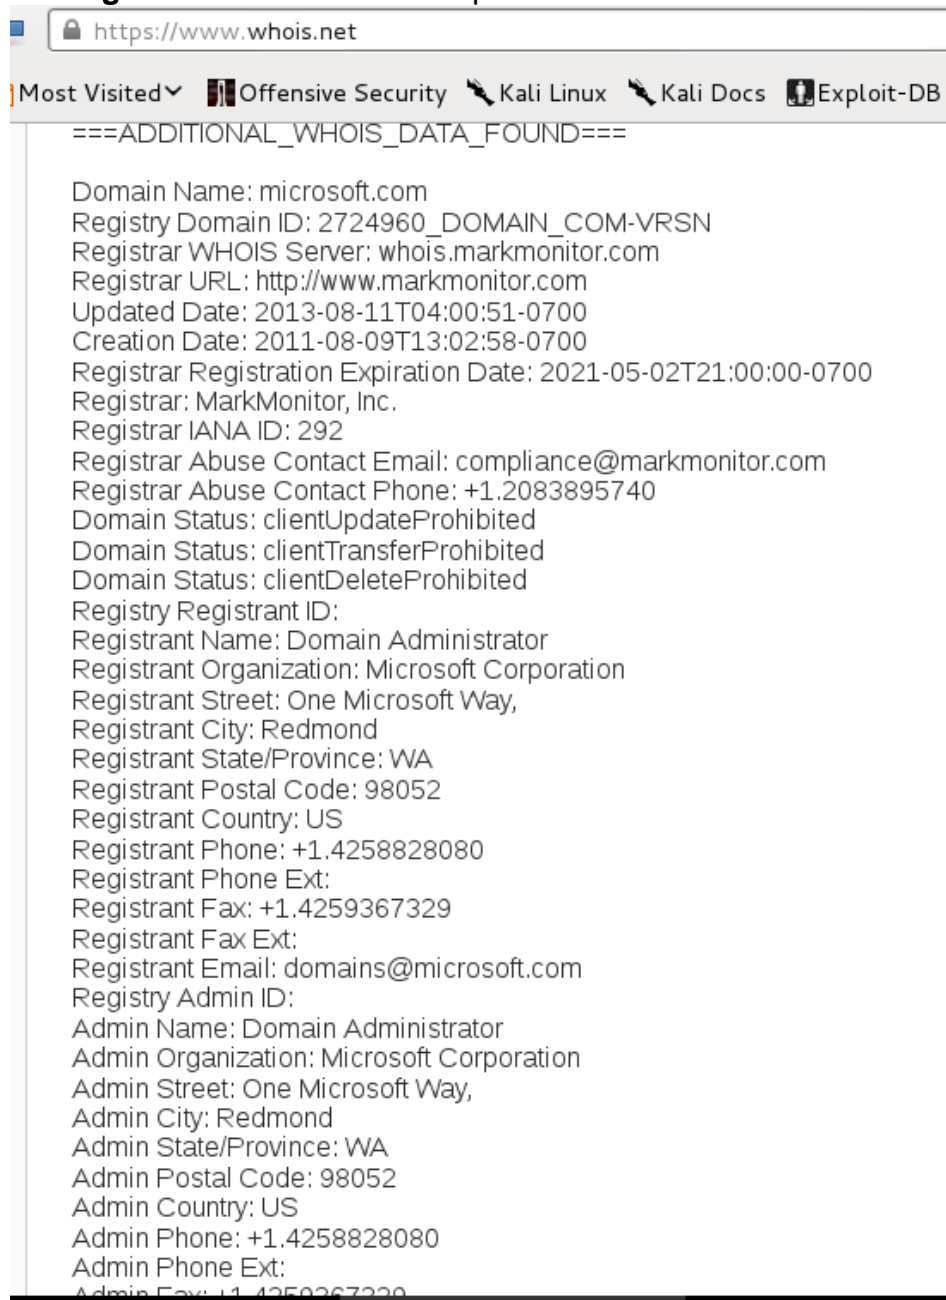 https://www.whois.net
Most Visited Offensive Security Kali Linux Kali Docs Exploit-DB
===ADDITIONAL_WHOIS_DATA_FOUND===
Domain Name: microsoft.com
Registry Domain ID: 2724960_DOMAIN_COM-VRSN
Registrar WHOIS Server: whois.markmonitor.com
Registrar URL: http://www.markmonitor.com
Updated Date: 2013-08-11T04:00:51-0700
Creation Date: 2011-08-09T13:02:58-0700
Registrar Registration Expiration Date: 2021-05-02T21:00:00-0700
Registrar: MarkMonitor, Inc.
Registrar IANA ID: 292
Registrar Abuse Contact Email: compliance@markmonitor.com
Registrar Abuse Contact Phone: +1.2083895740
Domain Status: clientUpdateProhibited
Domain Status: clientTransferProhibited
Domain Status: clientDeleteProhibited
Registry Registrant ID:
Registrant Name: Domain Administrator
Registrant Organization: Microsoft Corporation
Registrant Street: One Microsoft Way,
Registrant City: Redmond
Registrant State/Province: WA
Registrant Postal Code: 98052
Registrant Country: US
Registrant Phone: +1.4258828080
Registrant Phone Ext:
Registrant Fax: +1.4259367329
Registrant Fax Ext:
Registrant Email: domains@microsoft.com
Registry Admin ID:
Admin Name: Domain Administrator
Admin Organization: Microsoft Corporation
Admin Street: One Microsoft Way,
Admin City: Redmond
Admin State/Province: WA
Admin Postal Code: 98052
Admin Country: US
Admin Phone: +1.4258828080
Admin Phone Ext:
Admin Fax: +1.4259367329